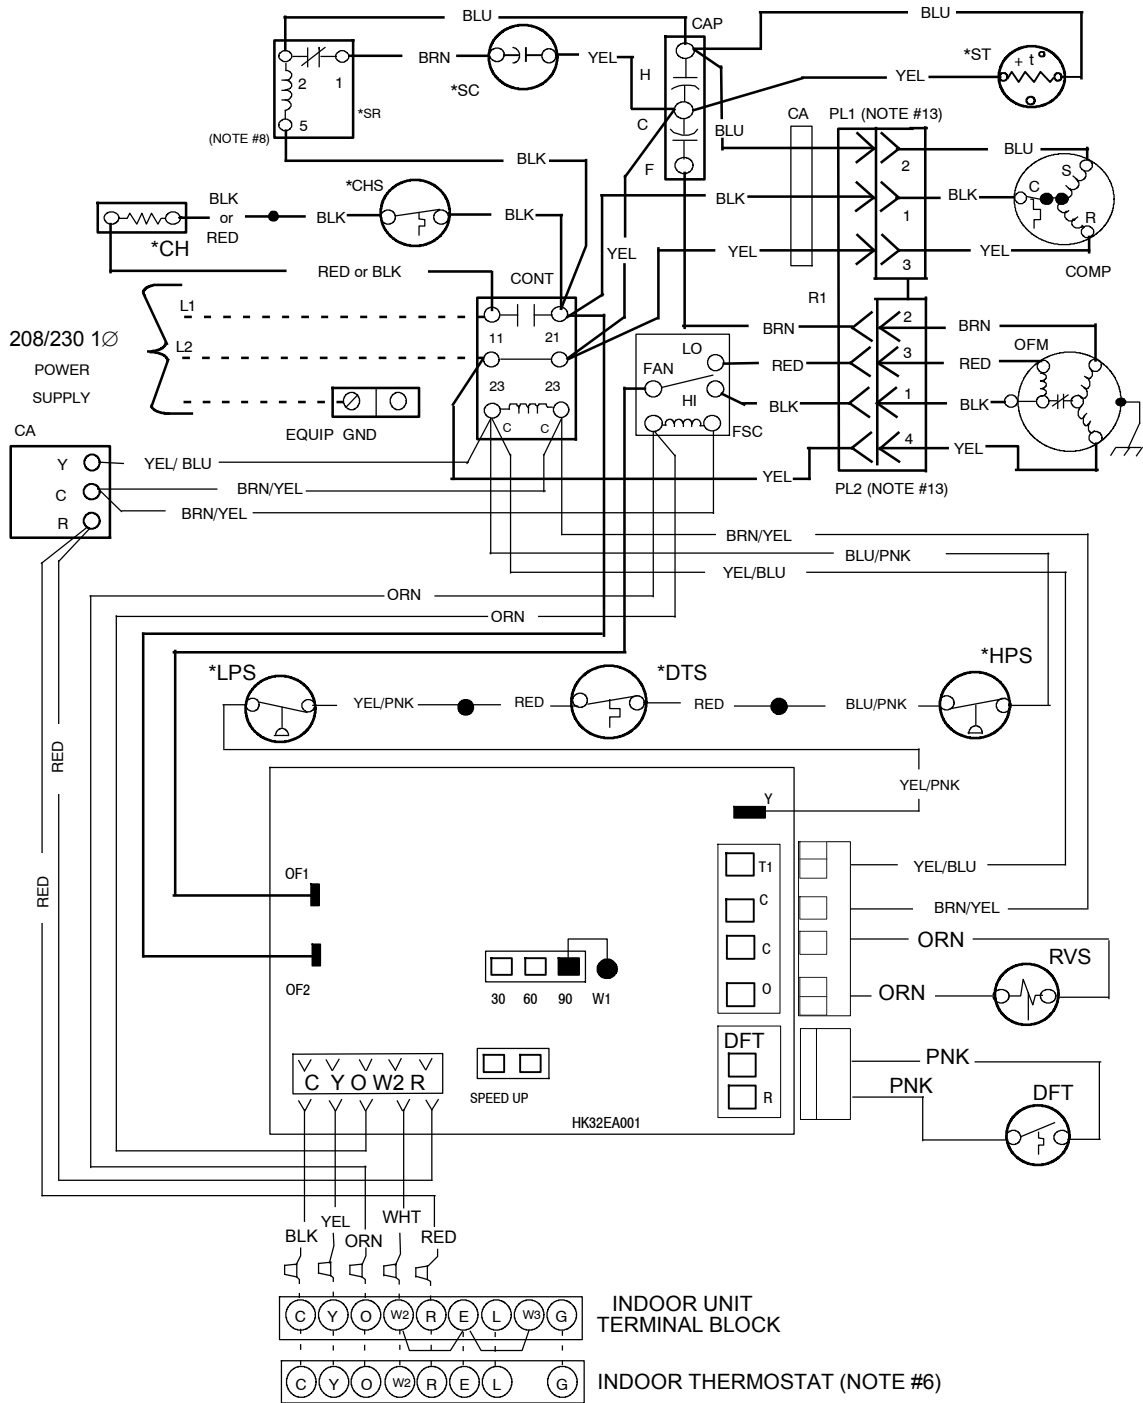 BLU
CAP
BLU
*ST
+ t°
2
1
*SR
5
(NOTE #8)
BRN
*SC
YEL
H
C
F
YEL
BLU
CA
PL1 (NOTE #13)
BLU
2
S
BLK
BLK
1
C
R
YEL
YEL
3
COMP
BLK
*CHS
BLK
or
RED
BLK
BLK
*CH
RED or BLK
YEL
CONT
R1
L1
L2
208/230 1Ø
POWER
SUPPLY
11
21
23
23
C
C
EQUIP GND
LO
FAN
HI
FSC
BRN
2
BRN
RED
3
RED
OFM
BLK
1
BLK
YEL
4
YEL
PL2 (NOTE #13)
CA
Y
C
R
YEL/ BLU
BRN/YEL
BRN/YEL
BRN/YEL
BLU/PNK
YEL/BLU
ORN
ORN
*LPS
*DTS
*HPS
YEL/PNK
RED
RED
BLU/PNK
RED
RED
YEL/PNK
Y
T1
C
C
O
YEL/BLU
BRN/YEL
ORN
RVS
ORN
OF1
OF2
30
60
90
W1
DFT
R
PNK
PNK
DFT
C Y O W2 R
SPEED UP
HK32EA001
BLK
YEL
ORN
WHT
RED
C Y O W2 R E L W3 G
INDOOR UNIT
TERMINAL BLOCK
C Y O W2 R E L G
INDOOR THERMOSTAT (NOTE #6)